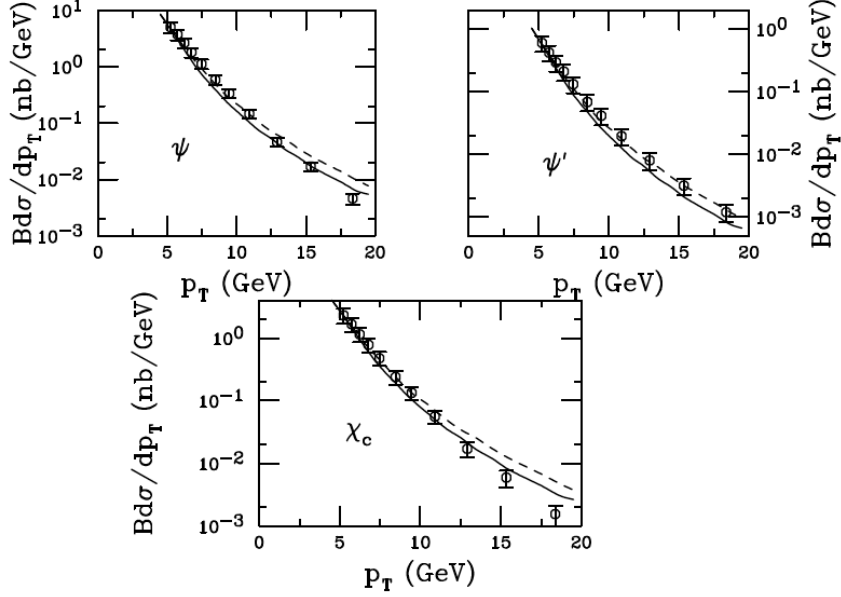 Bdσ/dp_T (nb/GeV)
10^1
10^0
10^-1
10^-2
10^-3
ψ
0 5 10 15 20
p_T (GeV)
ψ'
10^0
10^-1
10^-2
10^-3
Bdσ/dp_T (nb/GeV)
0 5 10 15 20
p_T (GeV)
Bdσ/dp_T (nb/GeV)
10^0
10^-1
10^-2
10^-3
χ_c
0 5 10 15 20
p_T (GeV)